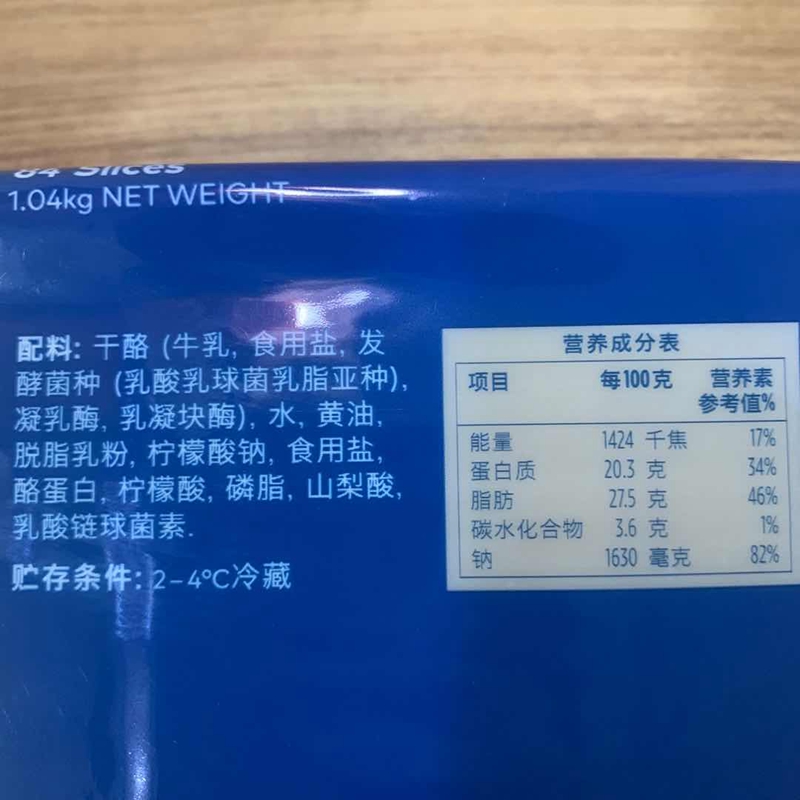 84 Slices
1.04kg NET WEIGHT
配料: 干酪 (牛乳, 食用盐, 发
酵菌种 (乳酸乳球菌乳脂亚种),
凝乳酶, 乳凝块酶), 水, 黄油,
脱脂乳粉, 柠檬酸钠, 食用盐,
酪蛋白, 柠檬酸, 磷脂, 山梨酸,
乳酸链球菌素.
贮存条件: 2–4°C冷藏
营养成分表
项目 每100克 营养素
参考值%
能量 1424 千焦 17%
蛋白质 20.3 克 34%
脂肪 27.5 克 46%
碳水化合物 3.6 克 1%
钠 1630 毫克 82%